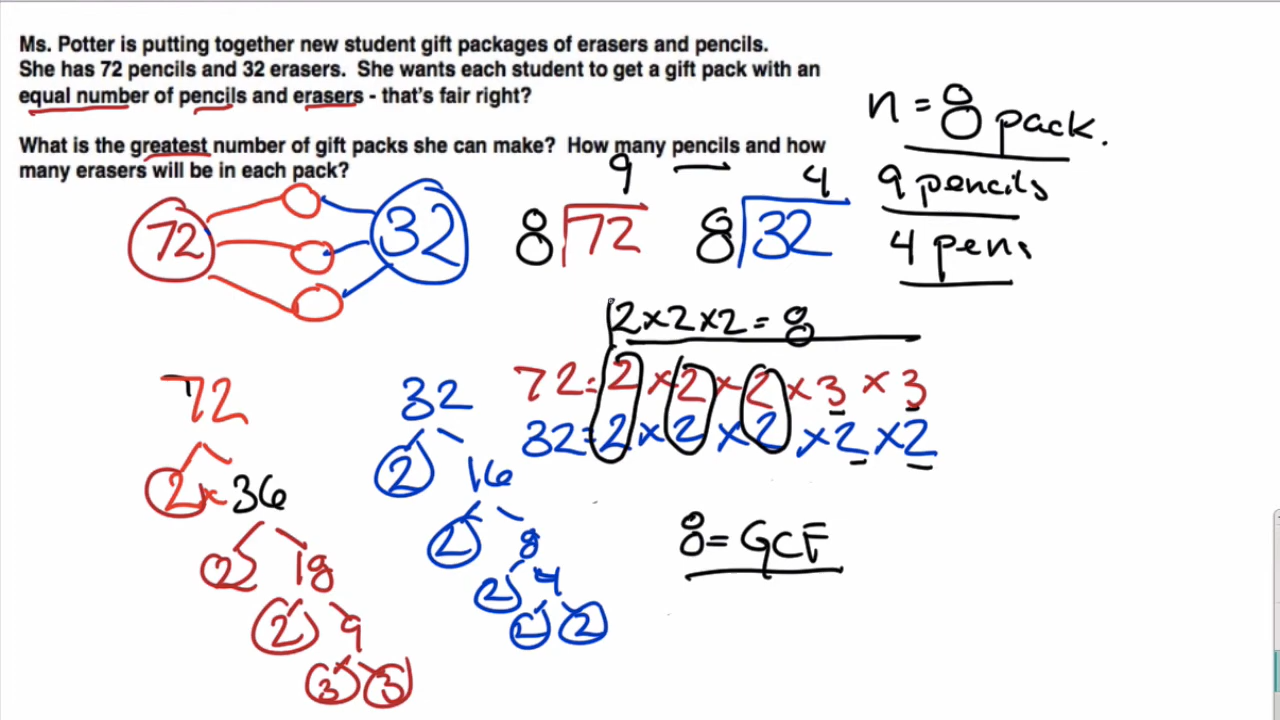 Ms. Potter is putting together new student gift packages of erasers and pencils.
She has 72 pencils and 32 erasers. She wants each student to get a gift pack with an
equal number of pencils and erasers - that's fair right?
What is the greatest number of gift packs she can make? How many pencils and how
many erasers will be in each pack?
n = 8 pack.
9 pencils
4 pens
72 32
9 — 4
8 72 8 32
2×2×2 = 8
72 = 2 × 2 × 2 × 3 × 3
32 = 2 × 2 × 2 × 2 × 2
8 = GCF
72
2 × 36
2 18
2 9
3 3
32
2 16
2 8
2 4
2 2